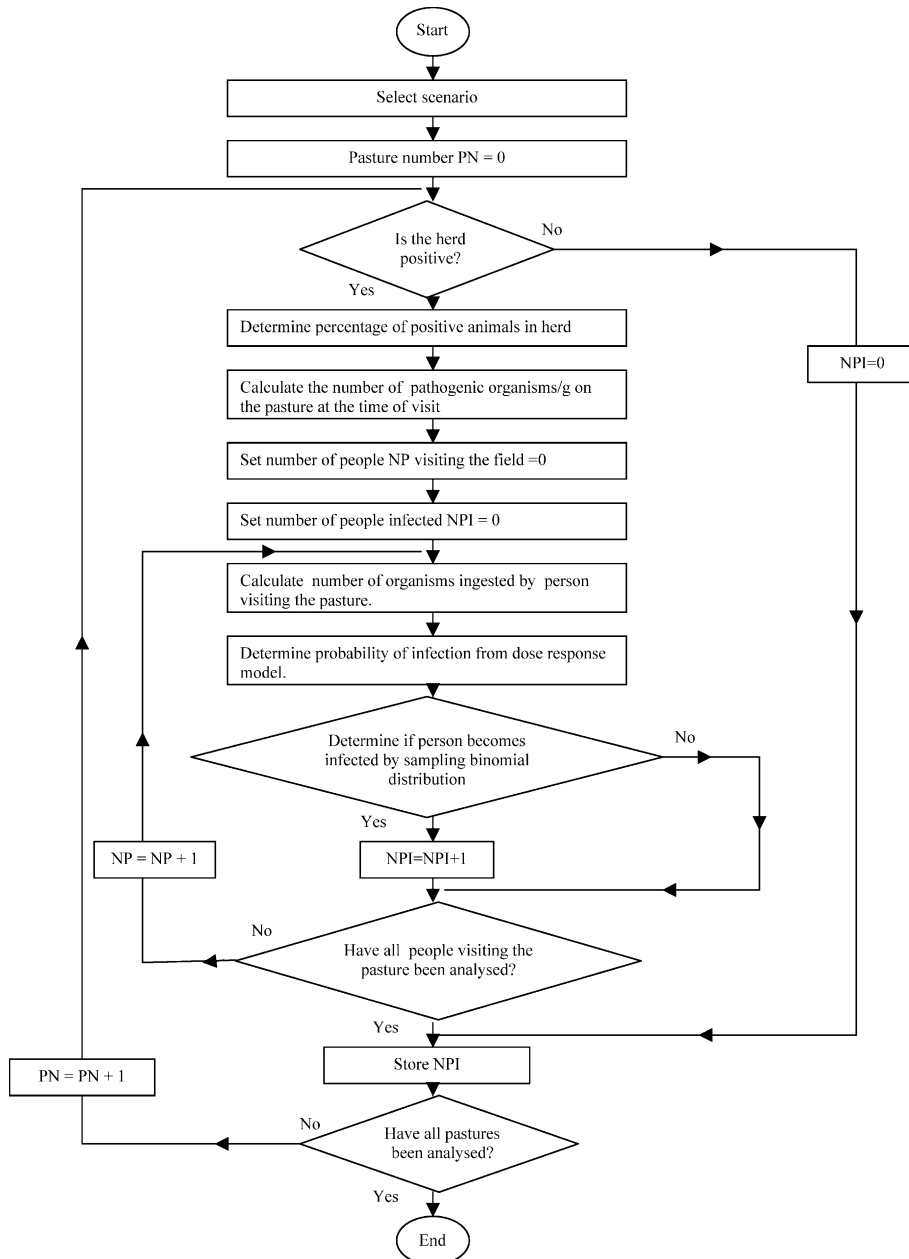 Start
Select scenario
Pasture number PN = 0
No
Is the herd
positive?
Yes
Determine percentage of positive animals in herd
NPI=0
Calculate the number of pathogenic organisms/g on
the pasture at the time of visit
Set number of people NP visiting the field =0
Set number of people infected NPI = 0
Calculate number of organisms ingested by person
visiting the pasture.
Determine probability of infection from dose response
model.
No
Determine if person becomes
infected by sampling binomial
distribution
Yes
NP = NP + 1
NPI=NPI+1
No
Have all people visiting the
pasture been analysed?
Yes
Store NPI
PN = PN + 1
No
Have all pastures
been analysed?
Yes
End